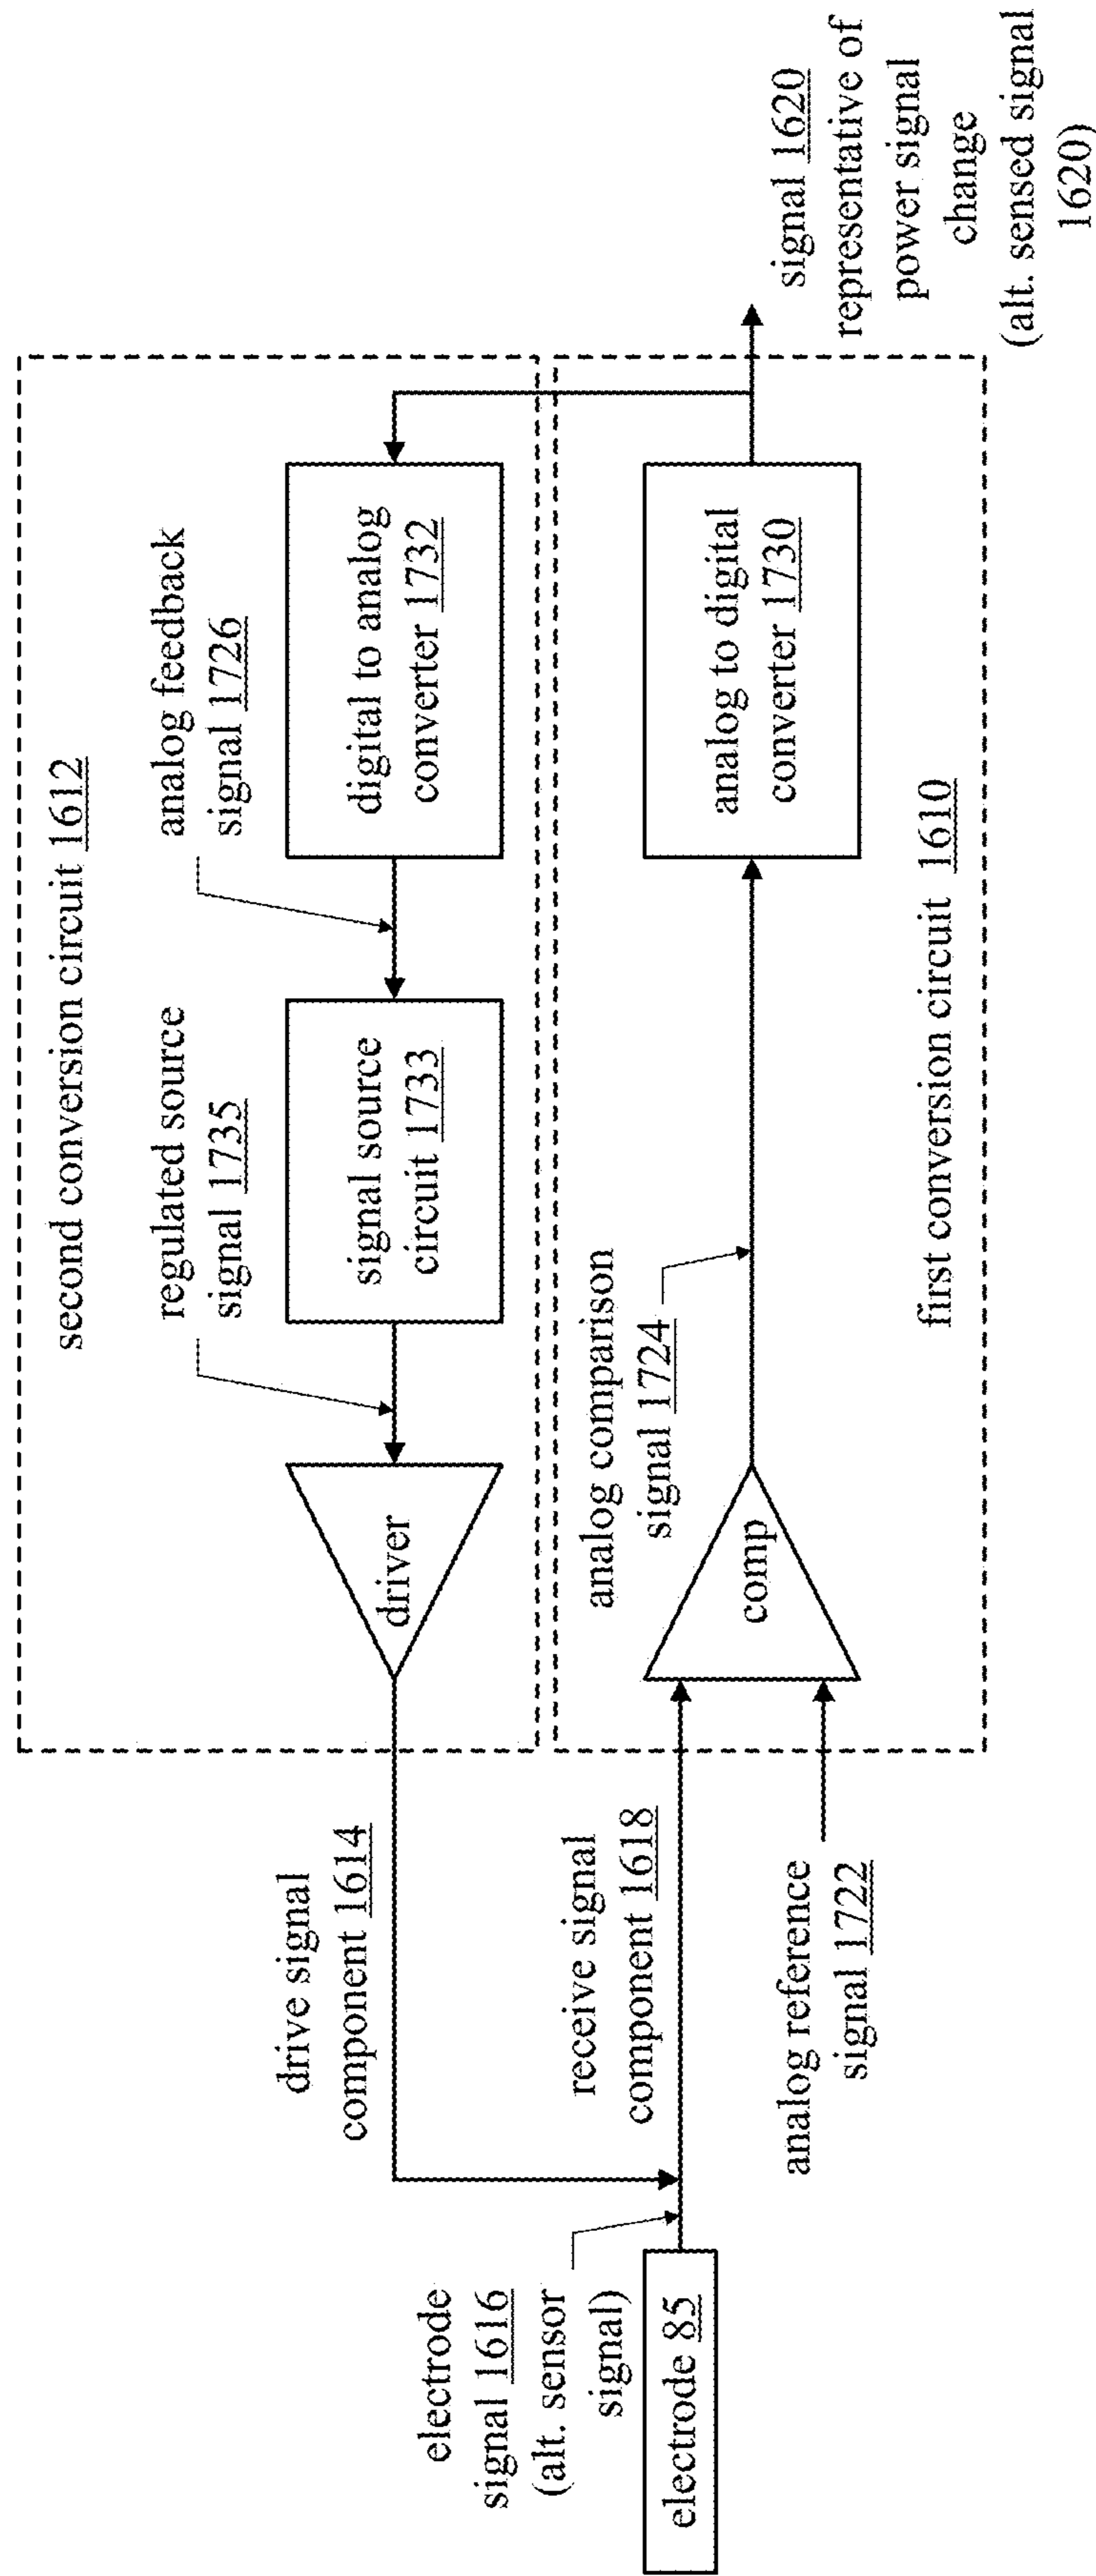 second conversion circuit 1612
regulated source
signal 1735
analog feedback
signal 1726
driver
signal source
circuit 1733
digital to analog
converter 1732
drive signal
component 1614
electrode
signal 1616
(alt. sensor
signal)
electrode 85
receive signal
component 1618
analog reference
signal 1722
comp
analog comparison
signal 1724
analog to digital
converter 1730
first conversion circuit 1610
signal 1620
representative of
power signal
change
(alt. sensed signal
1620)